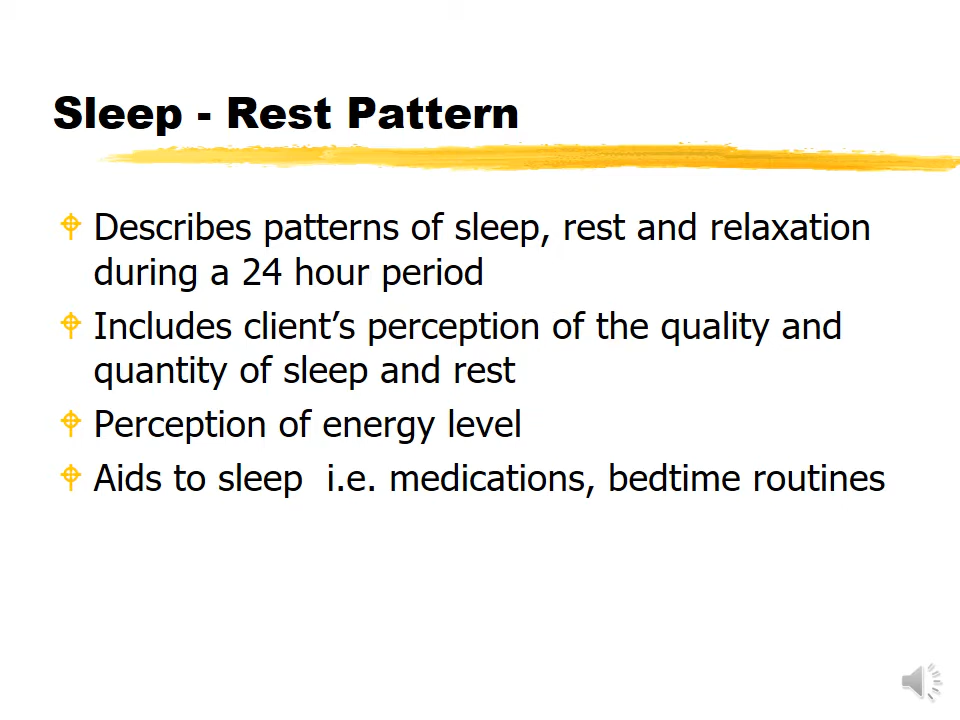 Sleep - Rest Pattern
Describes patterns of sleep, rest and relaxation
during a 24 hour period
Includes client’s perception of the quality and
quantity of sleep and rest
Perception of energy level
Aids to sleep  i.e. medications, bedtime routines